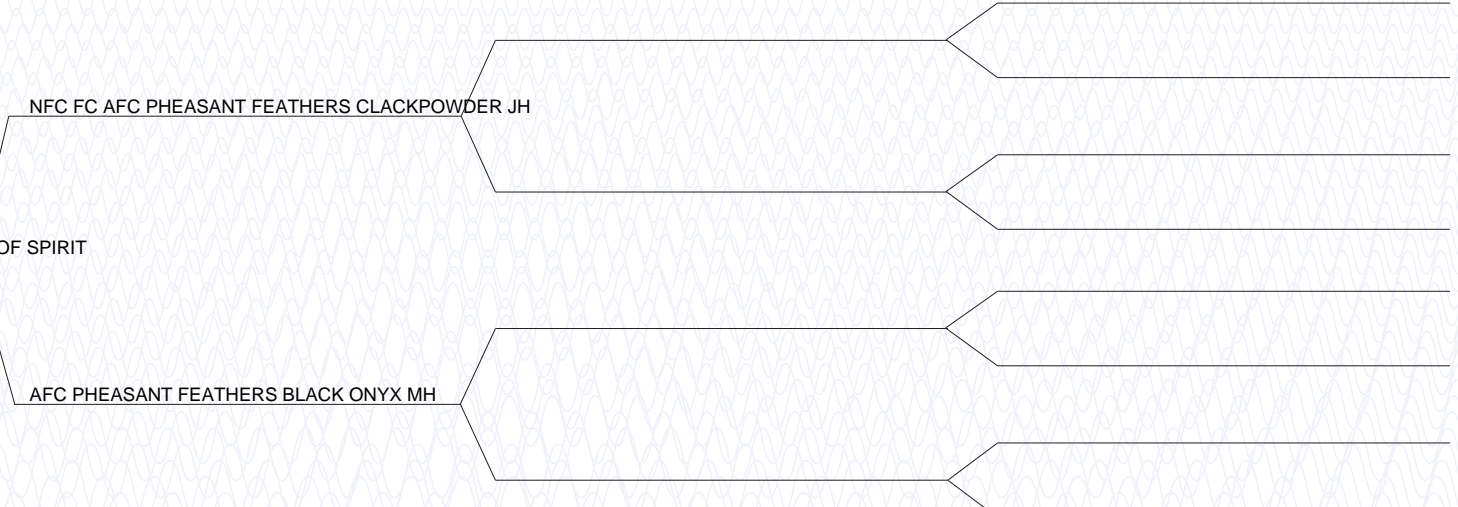 NFC FC AFC PHEASANT FEATHERS CLACKPOWDER JH
OF SPIRIT
AFC PHEASANT FEATHERS BLACK ONYX MH